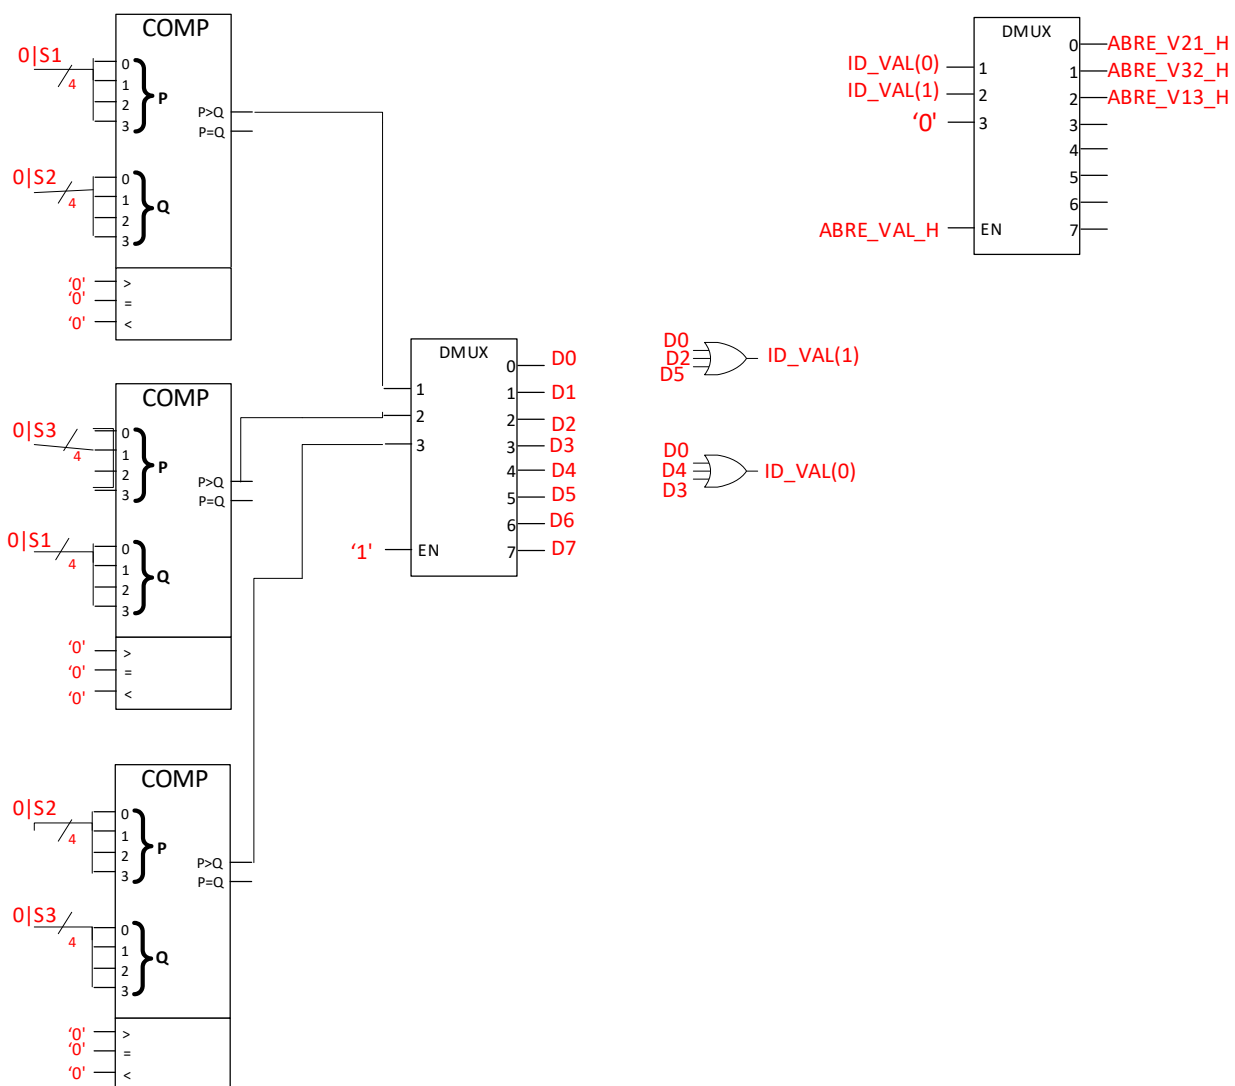 COMP
0|S1
4
0
1
2
3
P
P>Q
P=Q
0|S2
4
0
1
2
3
Q
'0' >
'0' =
'0' <
COMP
0|S3
4
0
1
2
3
P
P>Q
P=Q
0|S1
4
0
1
2
3
Q
'0' >
'0' =
'0' <
COMP
0|S2
4
0
1
2
3
P
P>Q
P=Q
0|S3
4
0
1
2
3
Q
'0' >
'0' =
'0' <
DMUX
1
2
3
'1' EN
0 D0
1 D1
2 D2
3 D3
4 D4
5 D5
6 D6
7 D7
D0
D2 ID_VAL(1)
D5
D0
D4 ID_VAL(0)
D3
DMUX
ID_VAL(0) 1
ID_VAL(1) 2
'0' 3
ABRE_VAL_H EN
0 ABRE_V21_H
1 ABRE_V32_H
2 ABRE_V13_H
3
4
5
6
7